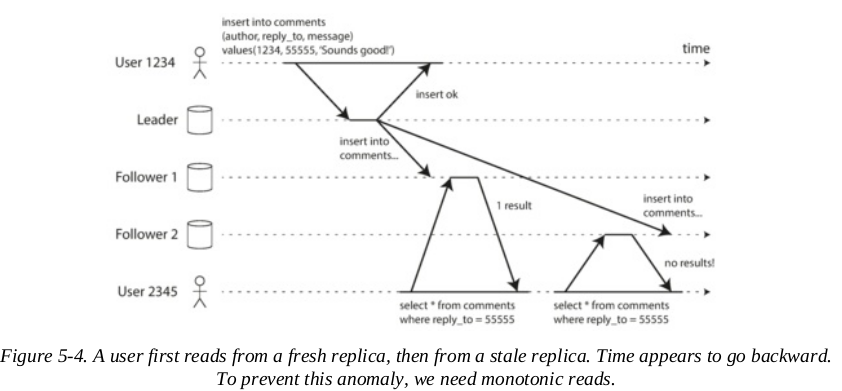 insert into comments
(author, reply_to, message)
values(1234, 55555, 'Sounds good!')
time
User 1234
insert ok
Leader
insert into
comments...
Follower 1
1 result
insert into
comments...
Follower 2
no results!
User 2345
select * from comments
where reply_to = 55555
select * from comments
where reply_to = 55555
Figure 5-4. A user first reads from a fresh replica, then from a stale replica. Time appears to go backward.
To prevent this anomaly, we need monotonic reads.